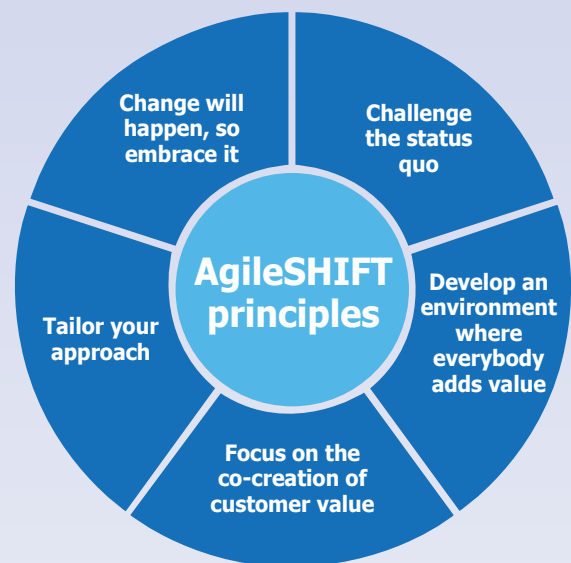 AgileSHIFT
principles
Change will
happen, so
embrace it
Challenge
the status
quo
Develop an
environment
where
everybody
adds value
Focus on the
co-creation of
customer value
Tailor your
approach